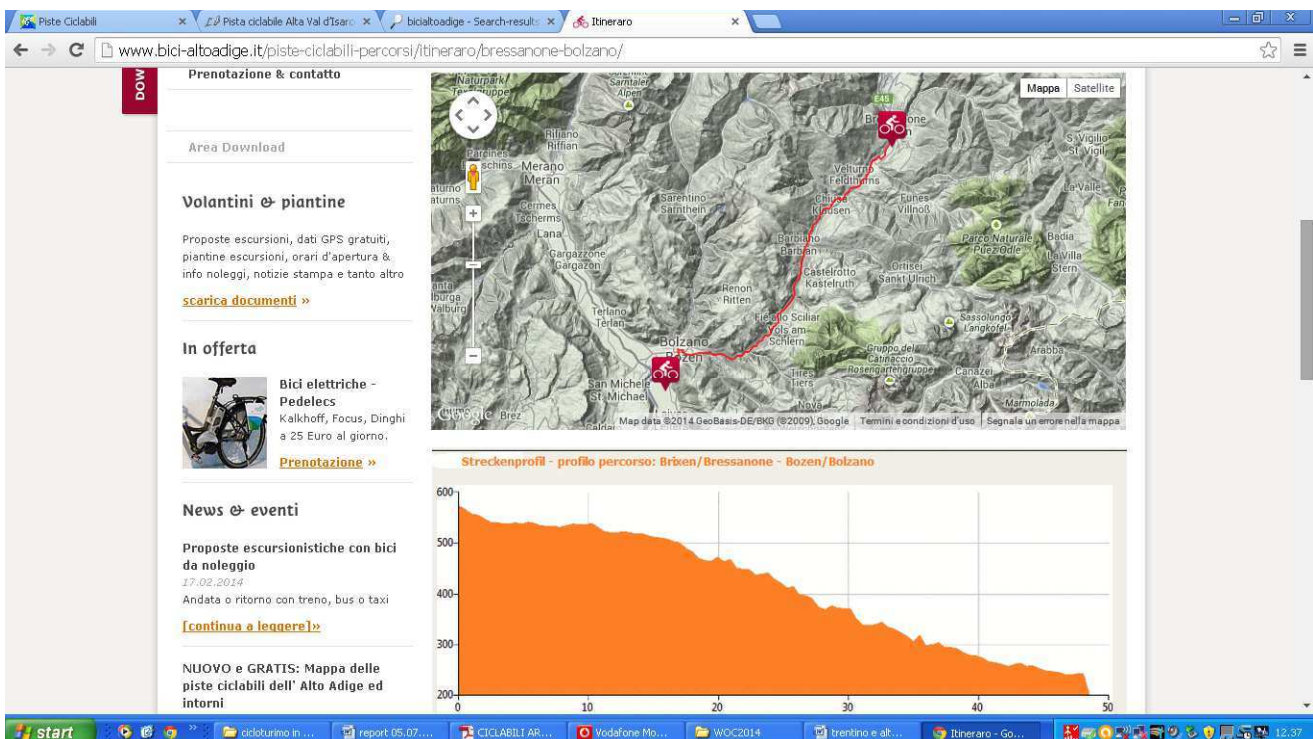 Piste Ciclabili
Pista ciclabile Alta Val d'Isarc
bicialtoadige - Search-results
Itineraro
www.bici-altoadige.it/piste-ciclabili-percorsi/itineraro/bressanone-bolzano/
DOW
Prenotazione & contatto
Area Download
Volantini & piantine
Proposte escursioni, dati GPS gratuiti,
piantine escursioni, orari d'apertura &
info noleggi, notizie stampa e tanto altro
scarica documenti »
In offerta
Bici elettriche -
Pedelecs
Kalkhoff, Focus, Dinghi
a 25 Euro al giorno.
Prenotazione »
News & eventi
Proposte escursionistiche con bici
da noleggio
17.02.2014
Andata o ritorno con treno, bus o taxi
[continua a leggere]»
NUOVO e GRATIS: Mappa delle
piste ciclabili dell' Alto Adige ed
intorni
Mappa Satellite
Naturpark
Sarntaler
Alpen
E45
Rifiano
Riffian
S.Vigilio
St.Vigil
Merano
Meran
Velturno
Feldthurns
Sarentino
Sarnthein
Chiusa
Klausen
Funes
Villnöß
La Valle
Cermes
Tscherms
Lana
Barbiano
Barbian
Parco Naturale
Puez Odle
Badia
Gargazzone
Gargazon
Castelrotto
Kastelruth
Ortisei
Sankt Ulrich
La Villa
Stern
Renon
Ritten
Terlano
Terlan
Fiè allo Sciliar
Völs am
Schlern
Sassolungo
Langkofel
Bolzano
Bozen
Gruppo del
Catinaccio
Rosengartengruppe
Arabba
Tires
Tiers
Canazei
Alba
San Michele
St. Michael
Nova
Marmolada
Google
Brez
Map data ©2014 GeoBasis-DE/BKG (©2009), Google
Termini e condizioni d'uso
Segnala un errore nella mappa
Streckenprofil - profilo percorso: Brixen/Bressanone - Bozen/Bolzano
600
500
400
300
200
0 10 20 30 40 50
start
cicloturimo in ...
report 05.07....
CICLABILI AR...
Vodafone Mo...
WOC2014
trentino e alt...
Itineraro - Go...
12.37